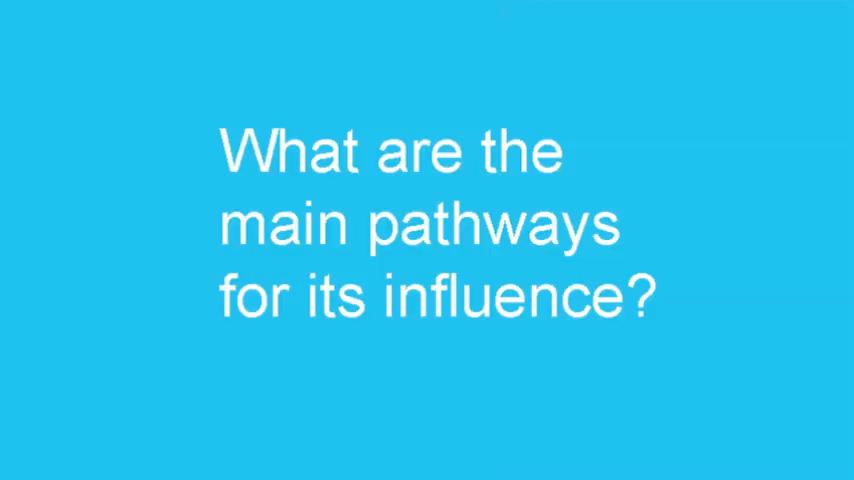 What are the
main pathways
for its influence?